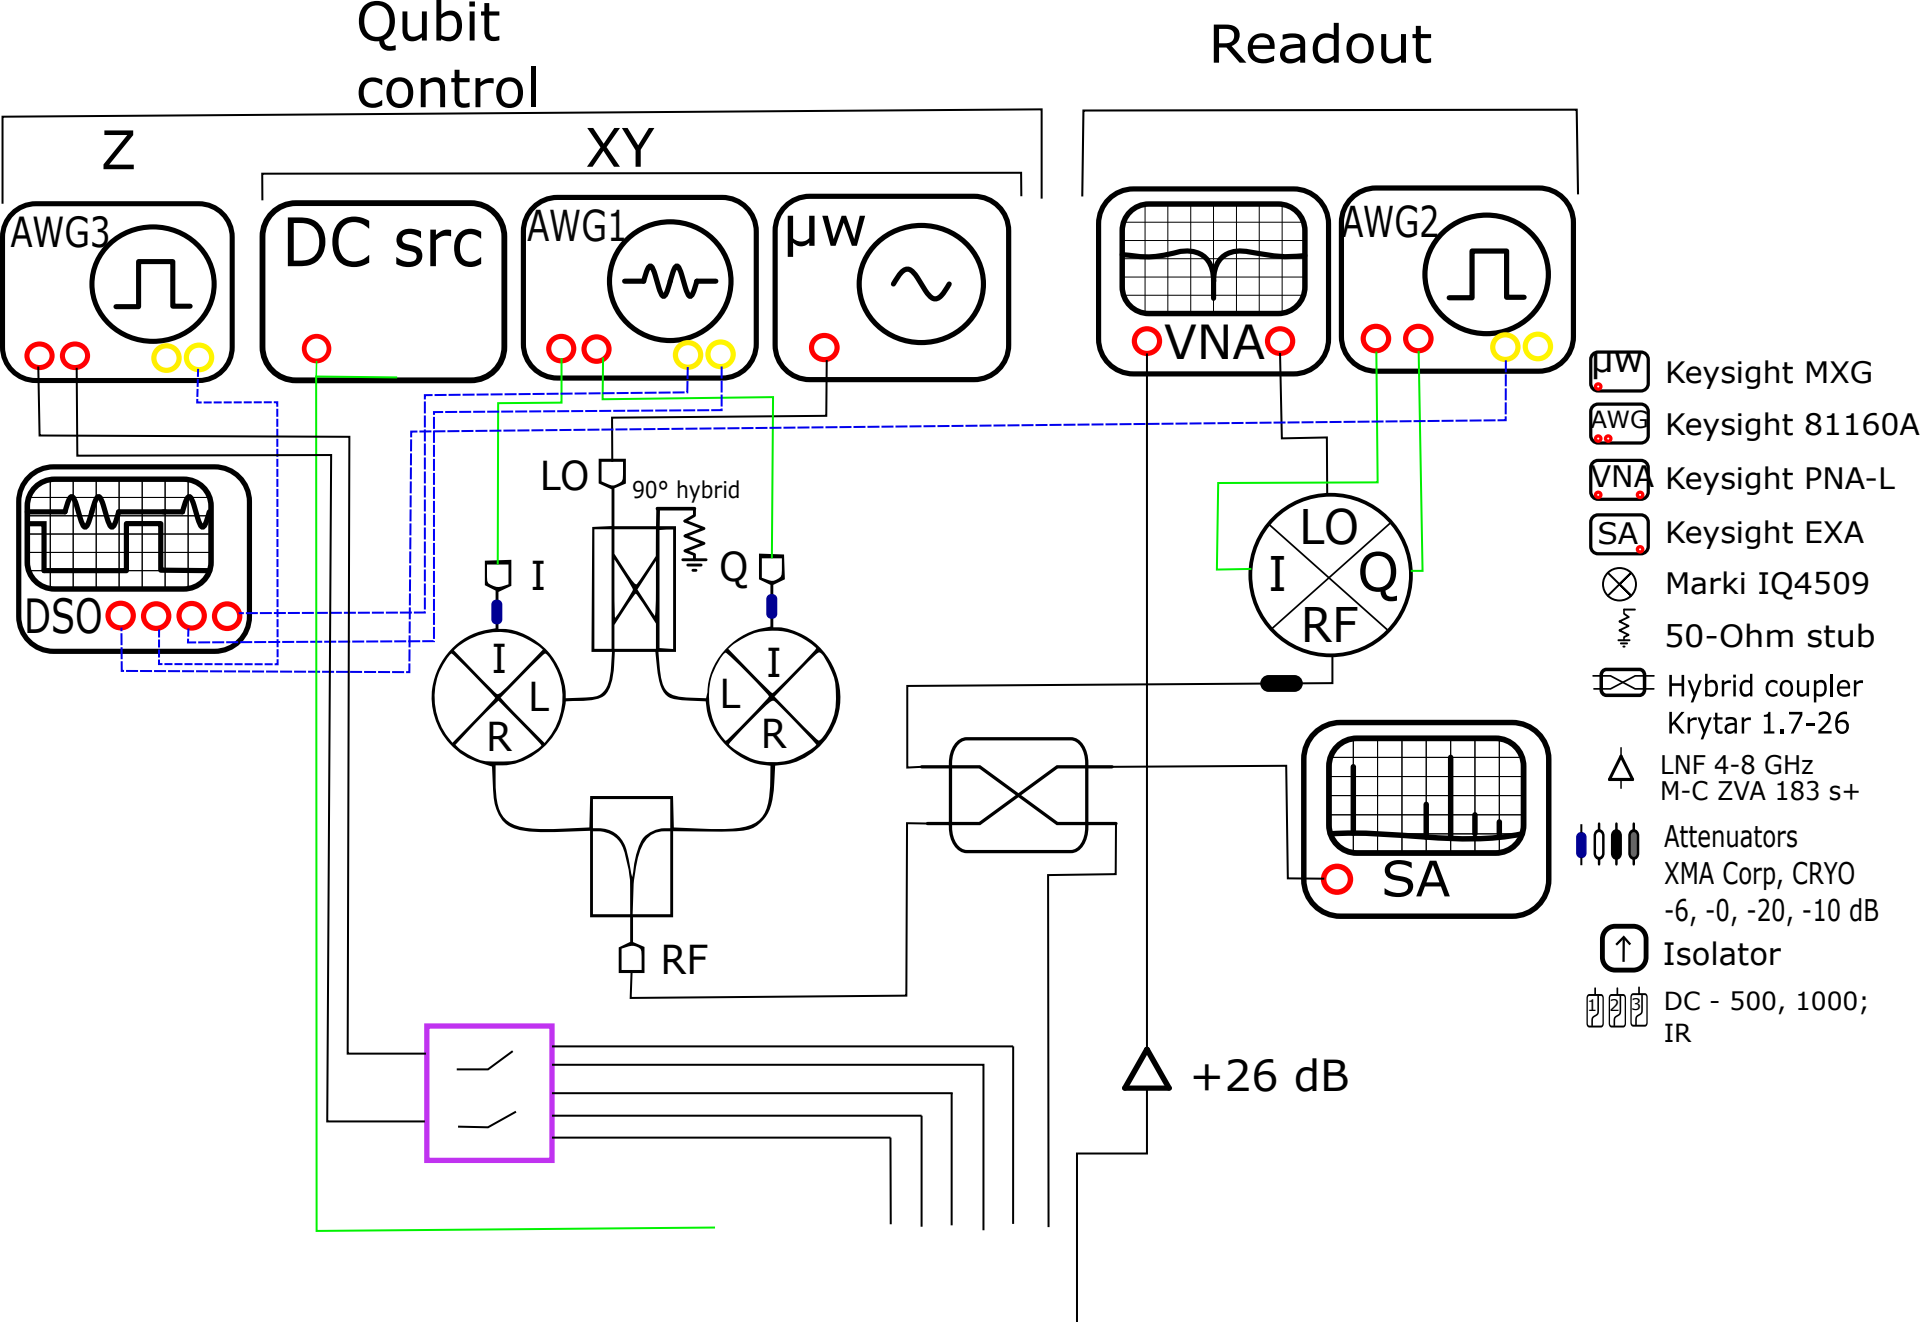 Qubit
control
Readout
Z
XY
AWG3
DC src
AWG1
µw
VNA
AWG2
DSO
LO
90° hybrid
I
Q
I
L
R
I
L
R
RF
LO
I
Q
RF
SA
+26 dB
µw
Keysight MXG
AWG
Keysight 81160A
VNA
Keysight PNA-L
SA
Keysight EXA
Marki IQ4509
50-Ohm stub
Hybrid coupler
Krytar 1.7-26
LNF 4-8 GHz
M-C ZVA 183 s+
Attenuators
XMA Corp, CRYO
-6, -0, -20, -10 dB
Isolator
1 2 3
DC - 500, 1000;
IR